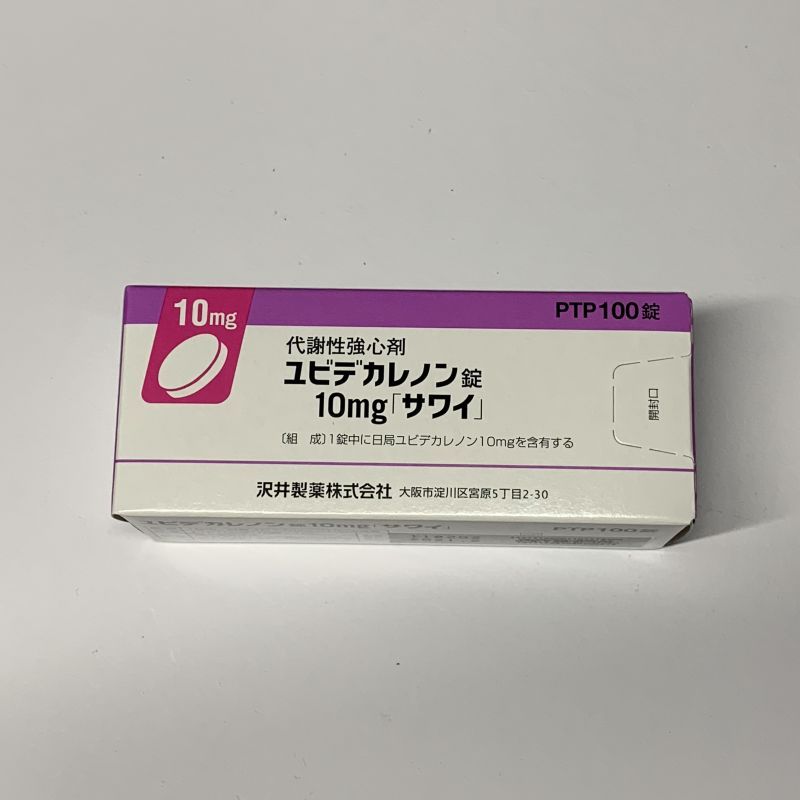 10mg
PTP100錠
代謝性強心剤
ユビデカレノン錠
10mg「サワイ」
〔組 成〕1錠中に日局ユビデカレノン10mgを含有する
開封口
沢井製薬株式会社 大阪市淀川区宮原5丁目2-30
ユビデカレノン錠10mg「サワイ」
PTP100錠